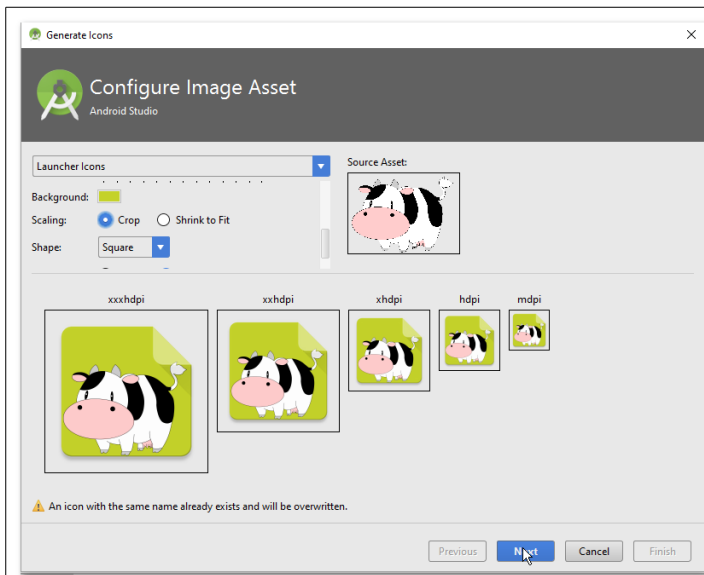 Generate Icons
Configure Image Asset
Android Studio
Launcher Icons
Source Asset:
Background:
Scaling: Crop Shrink to Fit
Shape: Square
xxxhdpi xxhdpi xhdpi hdpi mdpi
An icon with the same name already exists and will be overwritten.
Previous Next Cancel Finish